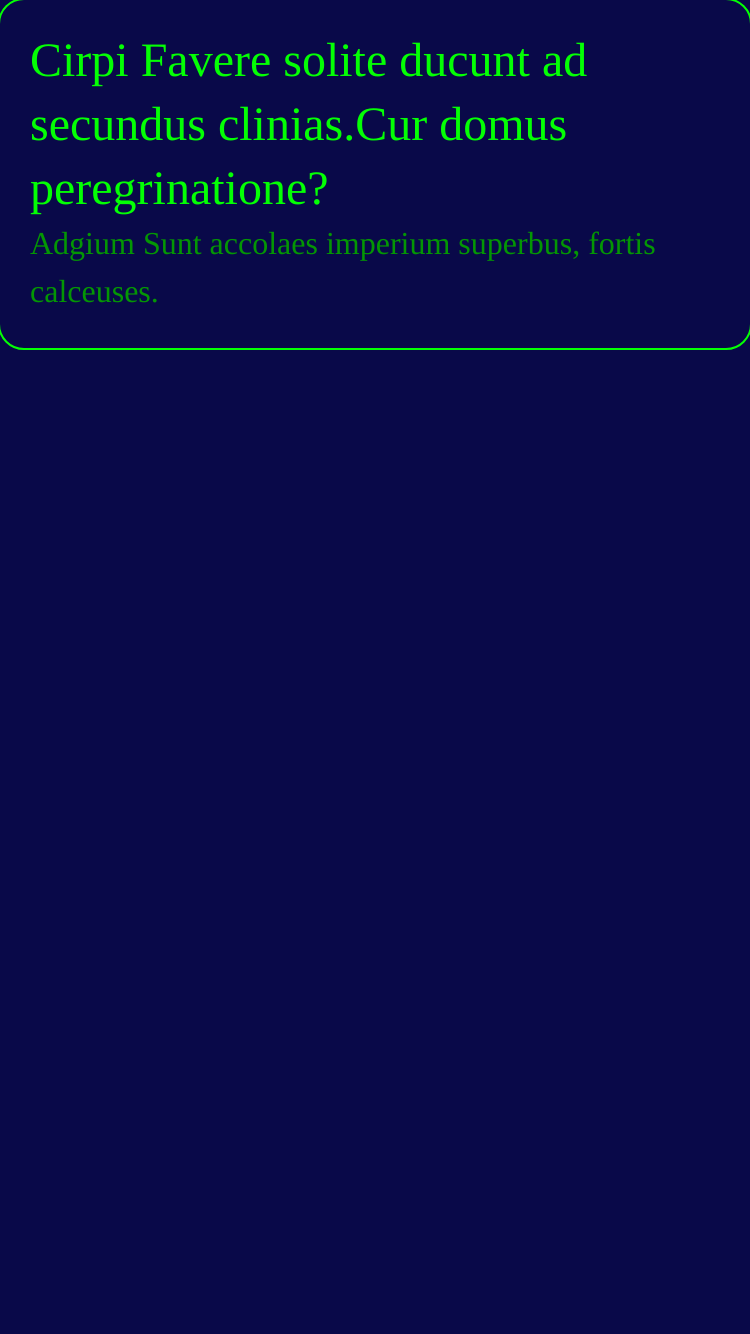 Cirpi Favere solite ducunt ad
secundus clinias.Cur domus
peregrinatione?
Adgium Sunt accolaes imperium superbus, fortis
calceuses.